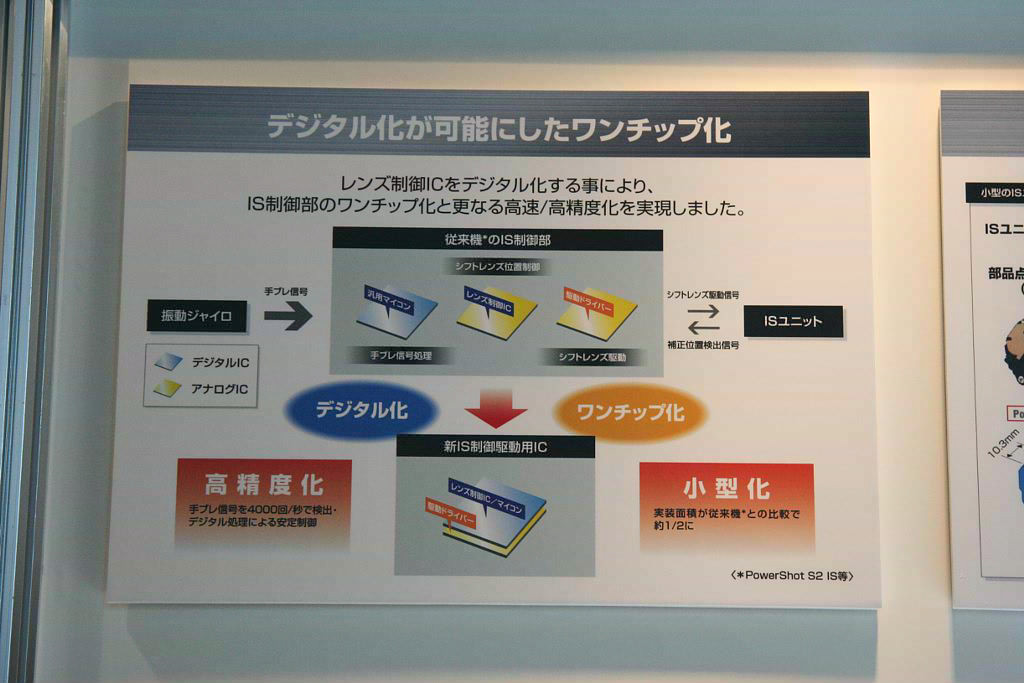 デジタル化が可能にしたワンチップ化
レンズ制御ICをデジタル化する事により、
IS制御部のワンチップ化と更なる高速/高精度化を実現しました。
従来機*のIS制御部
シフトレンズ位置制御
手ブレ信号
振動ジャイロ
汎用マイコン
レンズ制御IC
駆動ドライバー
シフトレンズ駆動信号
補正位置検出信号
ISユニット
手ブレ信号処理
シフトレンズ駆動
デジタルIC
アナログIC
デジタル化
ワンチップ化
新IS制御駆動用IC
レンズ制御IC/マイコン
駆動ドライバー
高精度化
手ブレ信号を4000回/秒で検出・
デジタル処理による安定制御
小型化
実装面積が従来機*との比較で
約1/2に
〈*PowerShot S2 IS等〉
小型のIS
ISユニ
部品点
Po
10.3mm